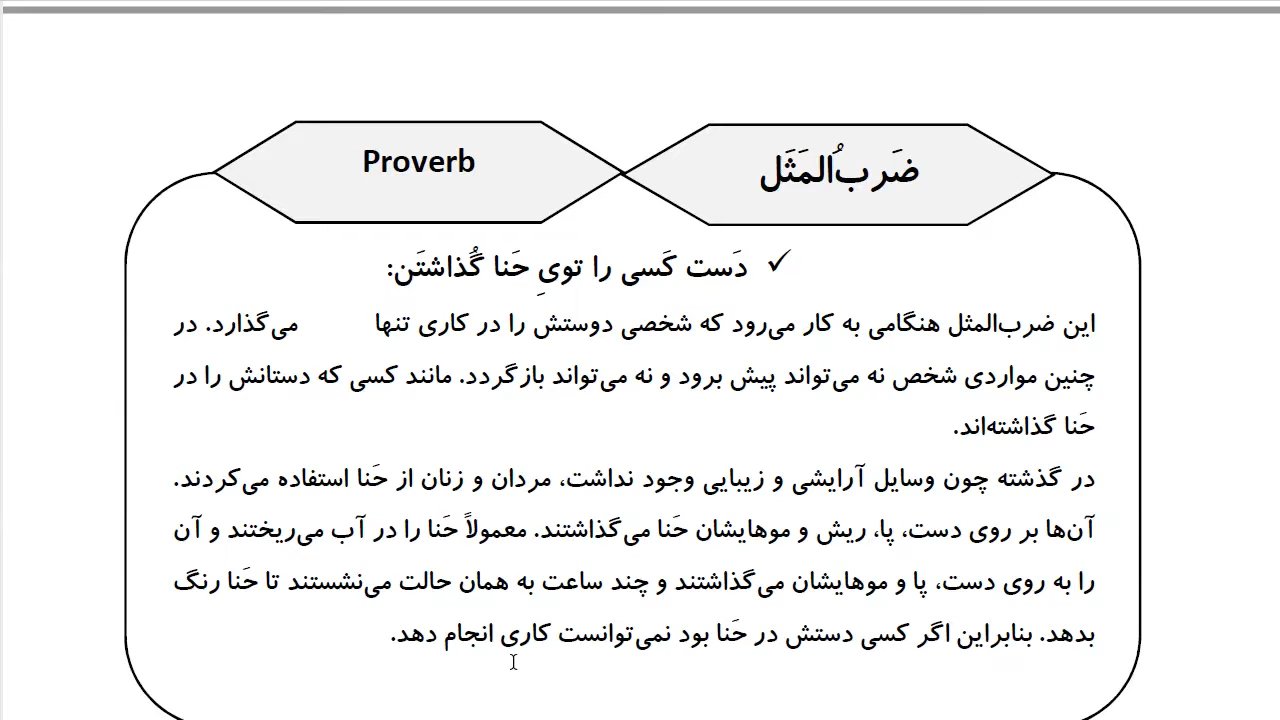 Proverb
ضَربُ‌المَثَل
✓ دَست کَسی را تویِ حَنا گُذاشتَن:
این ضرب‌المثل هنگامی به کار می‌رود که شخصی دوستش را در کاری تنها می‌گذارد. در
چنین مواردی شخص نه می‌تواند پیش برود و نه می‌تواند بازگردد. مانند کسی که دستانش را در
حَنا گذاشته‌اند.
در گذشته چون وسایل آرایشی و زیبایی وجود نداشت، مردان و زنان از حَنا استفاده می‌کردند.
آن‌ها بر روی دست، پا، ریش و موهایشان حَنا می‌گذاشتند. معمولاً حَنا را در آب می‌ریختند و آن
را به روی دست، پا و موهایشان می‌گذاشتند و چند ساعت به همان حالت می‌نشستند تا حَنا رنگ
بدهد. بنابراین اگر کسی دستش در حَنا بود نمی‌توانست کاری انجام دهد.